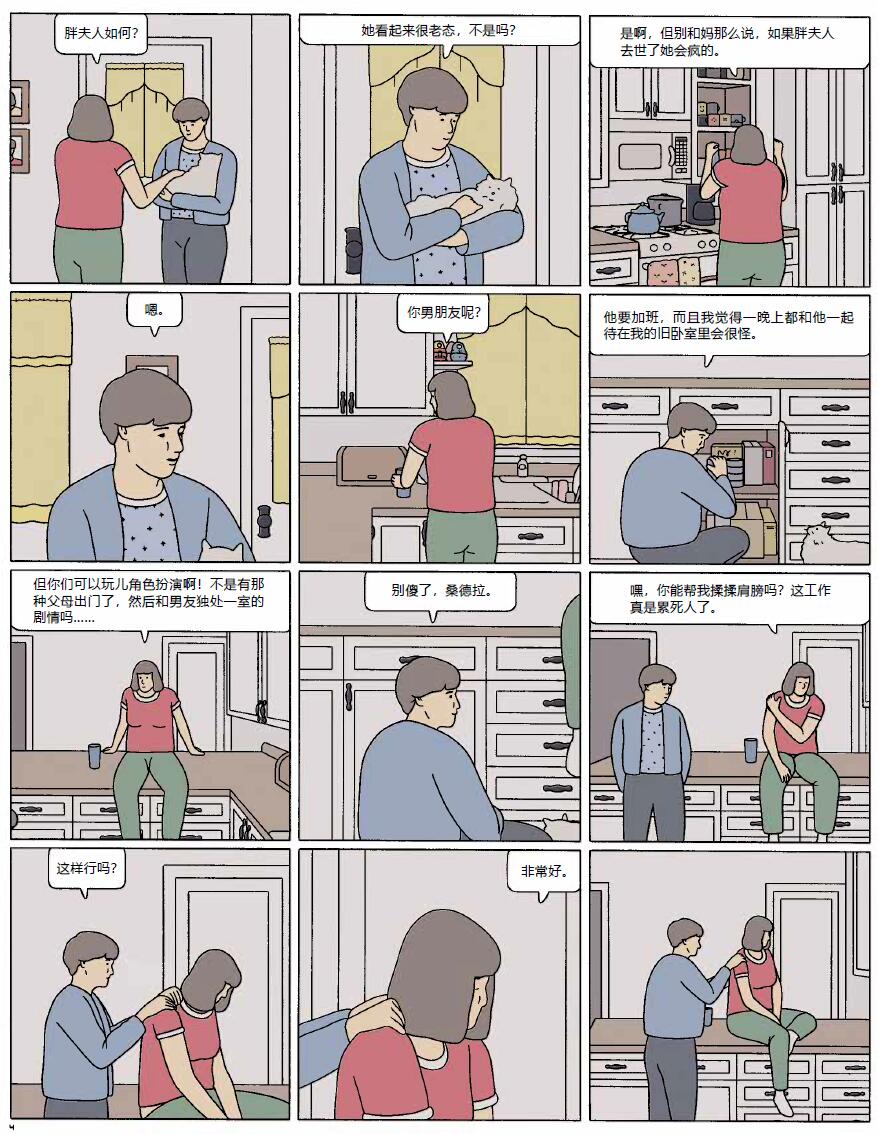 胖夫人如何?
她看起来很老态，不是吗?
是啊，但别和妈那么说，如果胖夫人
去世了她会疯的。
嗯。
你男朋友呢?
他要加班，而且我觉得一晚上都和他一起
待在我的旧卧室里会很怪。
但你们可以玩儿角色扮演啊！不是有那
种父母出门了，然后和男友独处一室的
剧情吗......
别傻了，桑德拉。
嘿，你能帮我揉揉肩膀吗? 这工作
真是累死人了。
这样行吗?
非常好。
4